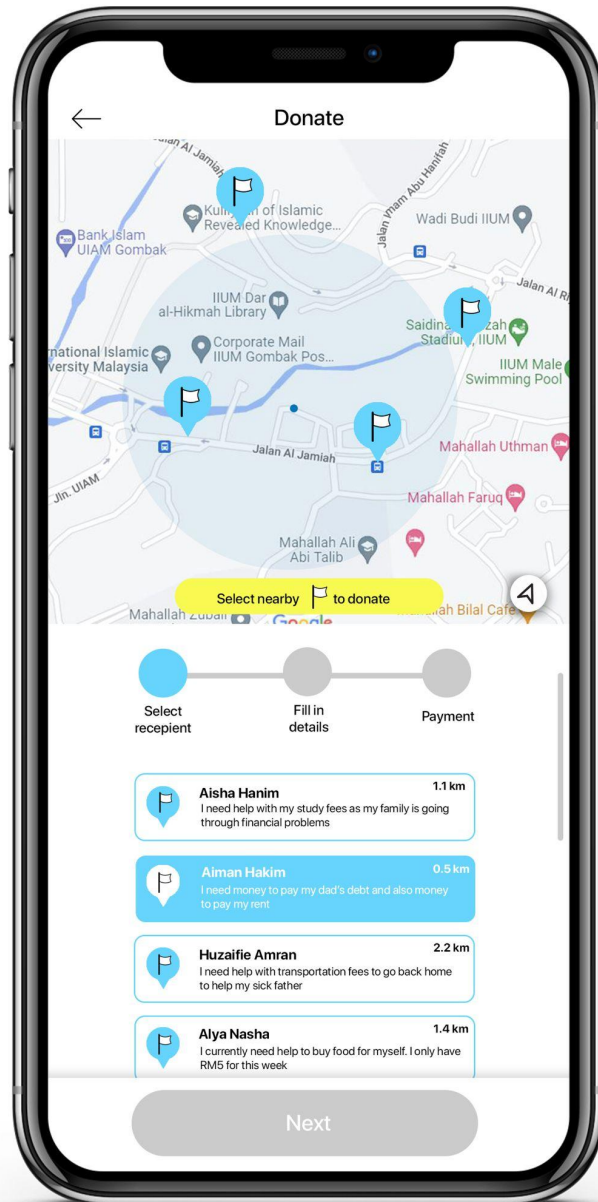 Donate
Jalan Al Jamiah
of Islamic
Revealed Knowledge...
Jalan Ymam Abu Hanifah
Wadi Budi IIUM
Bank Islam
UIAM Gombak
Jalan Al Ri
IIUM Dar
al-Hikmah Library
Corporate Mail
IIUM Gombak Pos...
Stadium, IIUM
rnational Islamic
versity Malaysia
IIUM Male
Swimming Pool
Jalan Al Jamiah
Mahallah Uthman
Jln. UIAM
Mahallah Faruq
Mahallah Ali
Abi Talib
Select nearby to donate
Mahallah Zubair
Google
Bilal Cafe
Select
recepient
Fill in
details
Payment
Aisha Hanim
1.1 km
I need help with my study fees as my family is going
through financial problems
Aiman Hakim
0.5 km
I need money to pay my dad's debt and also money
to pay my rent
Huzaifie Amran
2.2 km
I need help with transportation fees to go back home
to help my sick father
Alya Nasha
1.4 km
I currently need help to buy food for myself. I only have
RM5 for this week
Next